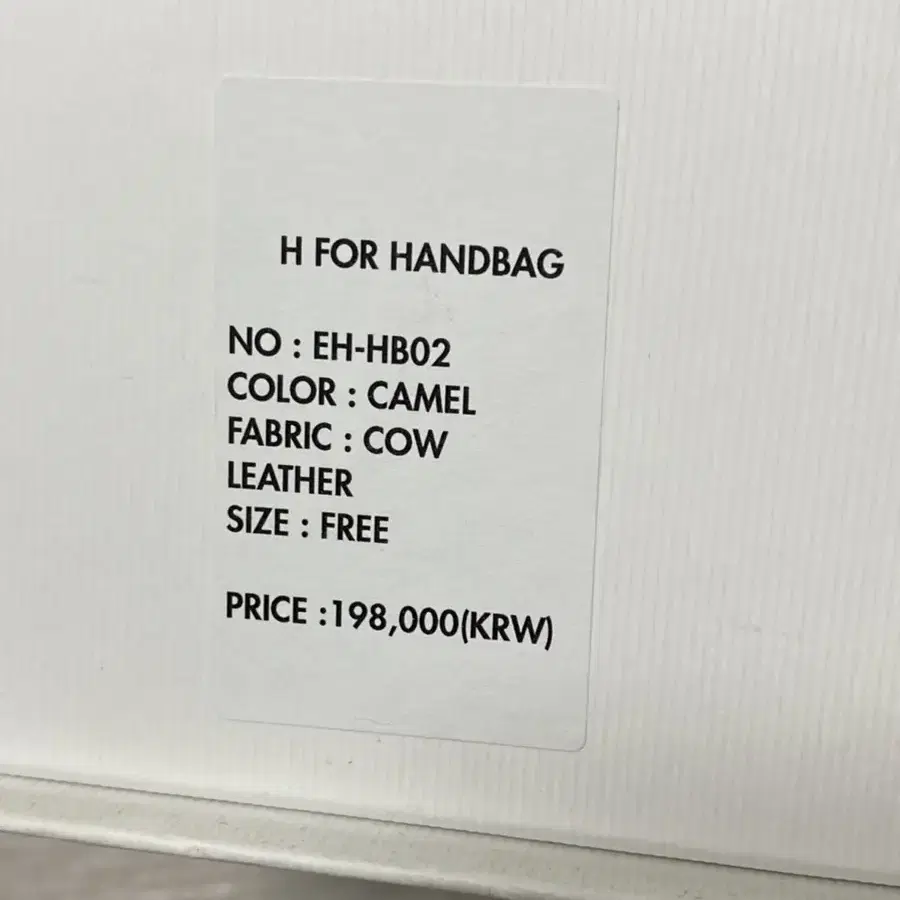 H FOR HANDBAG
NO : EH-HB02
COLOR : CAMEL
FABRIC : COW
LEATHER
SIZE : FREE
PRICE :198,000(KRW)